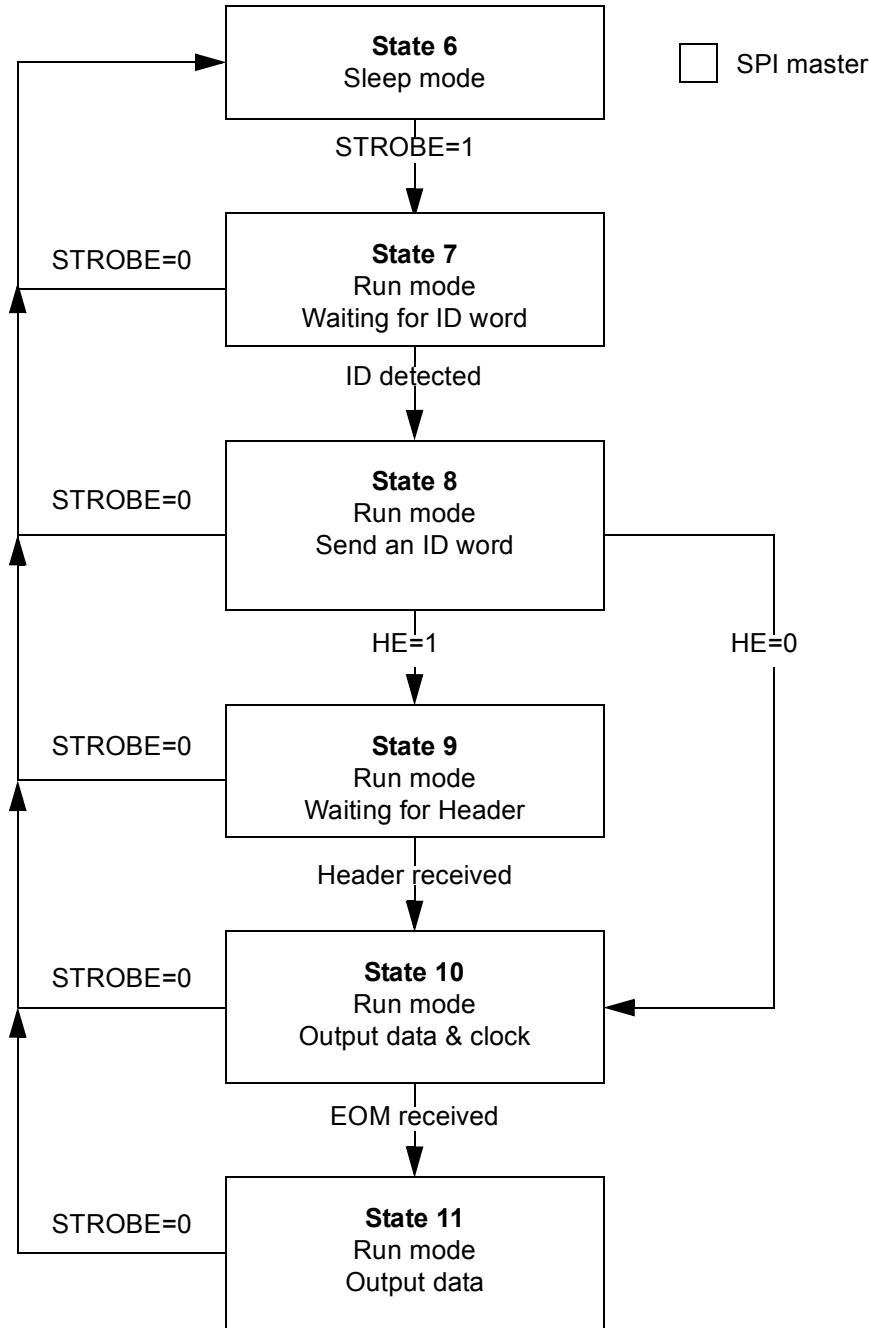 State 6
Sleep mode
SPI master
STROBE=1
State 7
Run mode
Waiting for ID word
STROBE=0
ID detected
State 8
Run mode
Send an ID word
STROBE=0
HE=1
HE=0
State 9
Run mode
Waiting for Header
STROBE=0
Header received
State 10
Run mode
Output data & clock
STROBE=0
EOM received
State 11
Run mode
Output data
STROBE=0